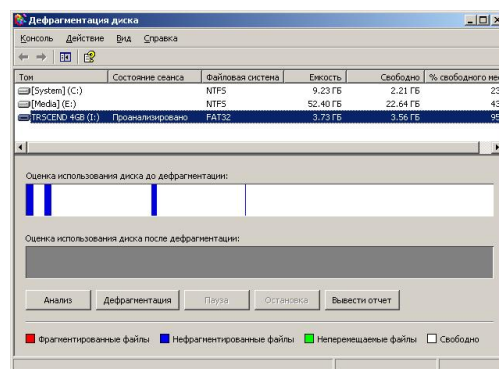 Дефрагментация диска
Консоль Действие Вид Справка
Том Состояние сеанса Файловая система Емкость Свободно % свободного ме
[System] (C:) NTFS 9.23 ГБ 2.21 ГБ 23
[Media] (E:) NTFS 52.40 ГБ 22.64 ГБ 43
TRSCEND 4GB (I:) Проанализировано FAT32 3.73 ГБ 3.56 ГБ 95
Оценка использования диска до дефрагментации:
Оценка использования диска после дефрагментации:
Анализ Дефрагментация Пауза Остановка Вывести отчет
Фрагментированные файлы Нефрагментированные файлы Неперемещаемые файлы Свободно